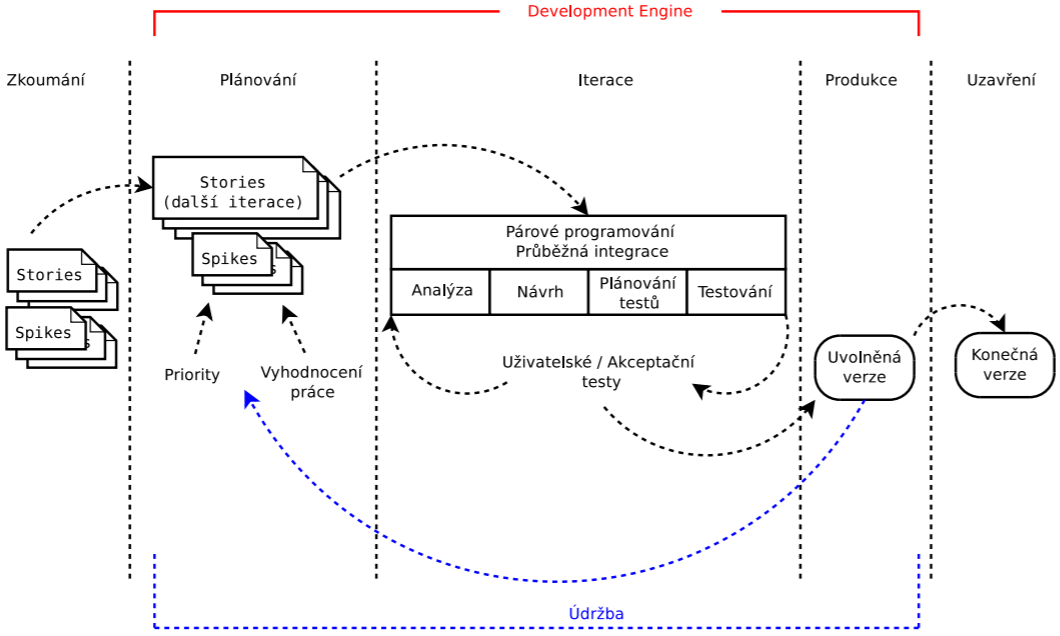 Development Engine
Zkoumání
Plánování
Iterace
Produkce
Uzavření
Stories
(další iterace)
Spikes
Stories
Spikes
Priority
Vyhodnocení
práce
Párové programování
Průběžná integrace
Analýza
Návrh
Plánování
testů
Testování
Uživatelské / Akceptační
testy
Uvolněná
verze
Konečná
verze
Údržba